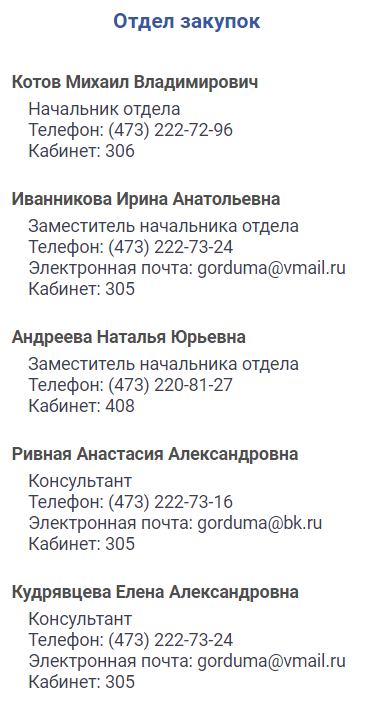 Отдел закупок
Котов Михаил Владимирович
Начальник отдела
Телефон: (473) 222-72-96
Кабинет: 306
Иванникова Ирина Анатольевна
Заместитель начальника отдела
Телефон: (473) 222-73-24
Электронная почта: gorduma@vmail.ru
Кабинет: 305
Андреева Наталья Юрьевна
Заместитель начальника отдела
Телефон: (473) 220-81-27
Кабинет: 408
Ривная Анастасия Александровна
Консультант
Телефон: (473) 222-73-16
Электронная почта: gorduma@bk.ru
Кабинет: 305
Кудрявцева Елена Александровна
Консультант
Телефон: (473) 222-73-24
Электронная почта: gorduma@vmail.ru
Кабинет: 305